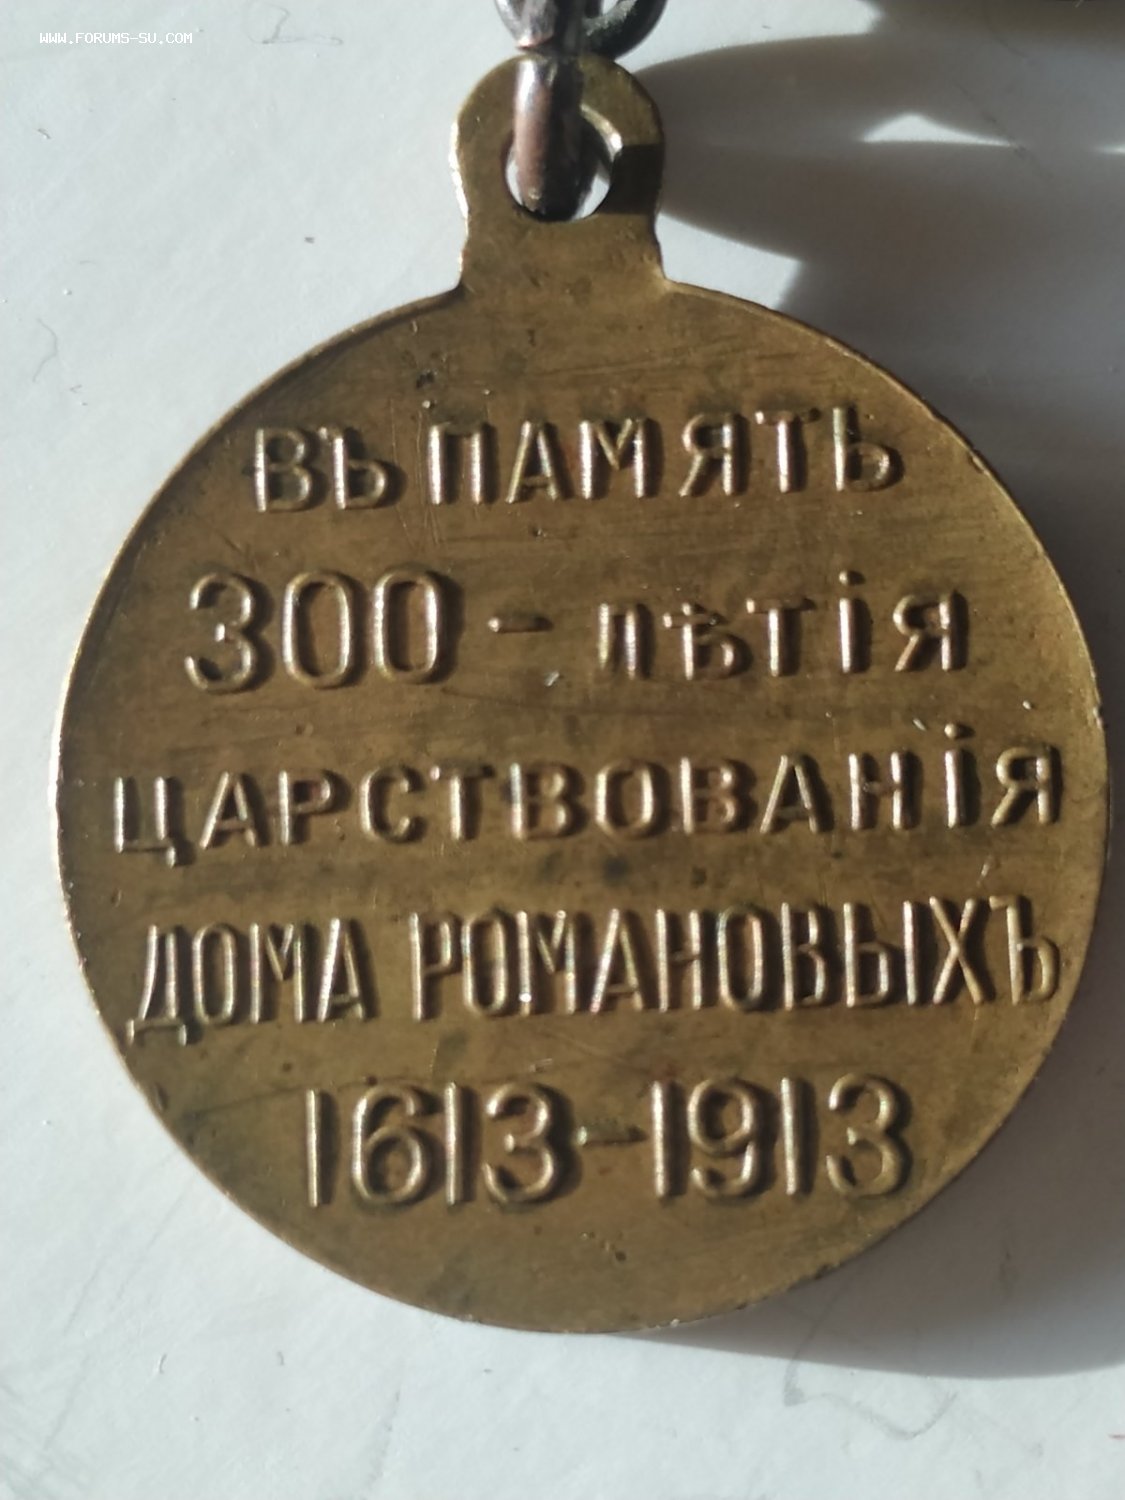 WWW.FORUMS-SU.COM
ВЪ ПАМЯТЬ
300 - лѣтія
ЦАРСТВОВАНІЯ
ДОМА РОМАНОВЫХЪ
1613-1913